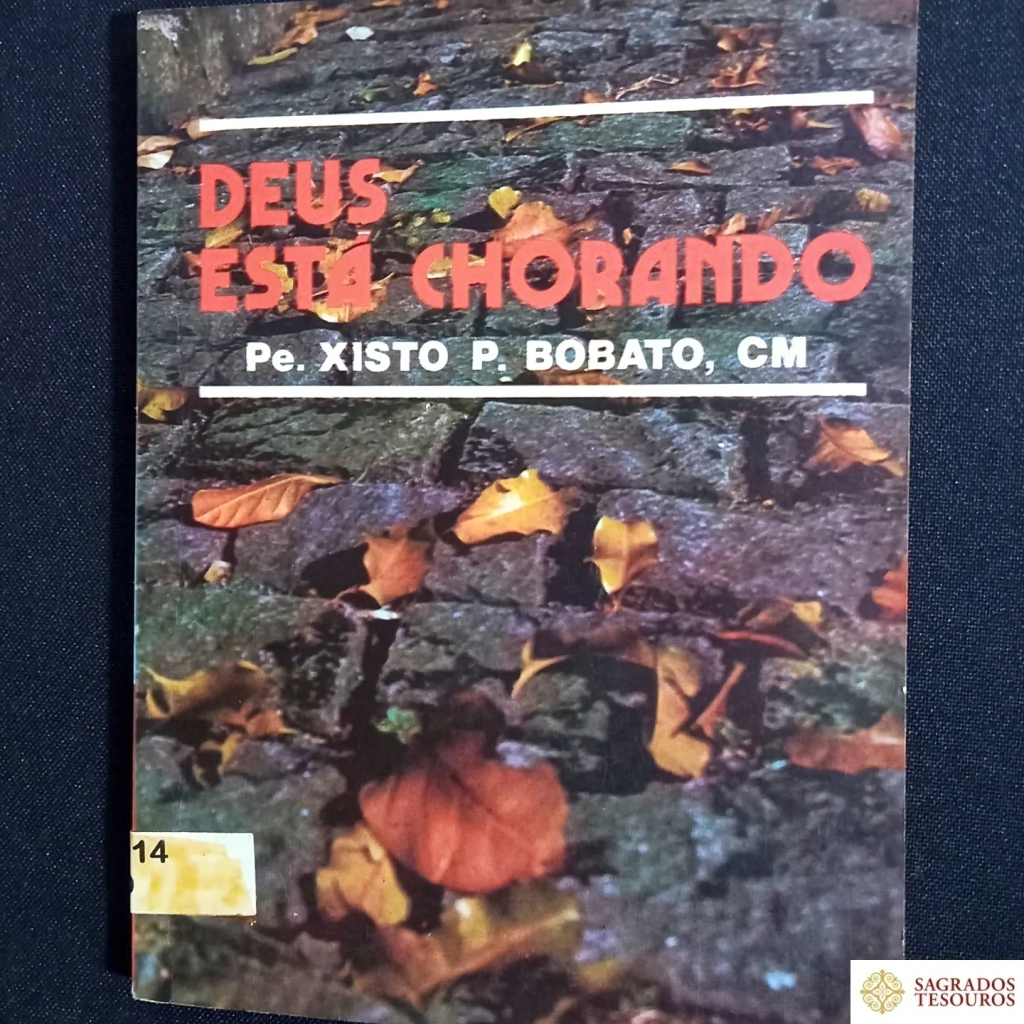 DEUS
ESTÁ CHORANDO
Pe. XISTO P. BOBATO, CM
14
SAGRADOS
TESOUROS